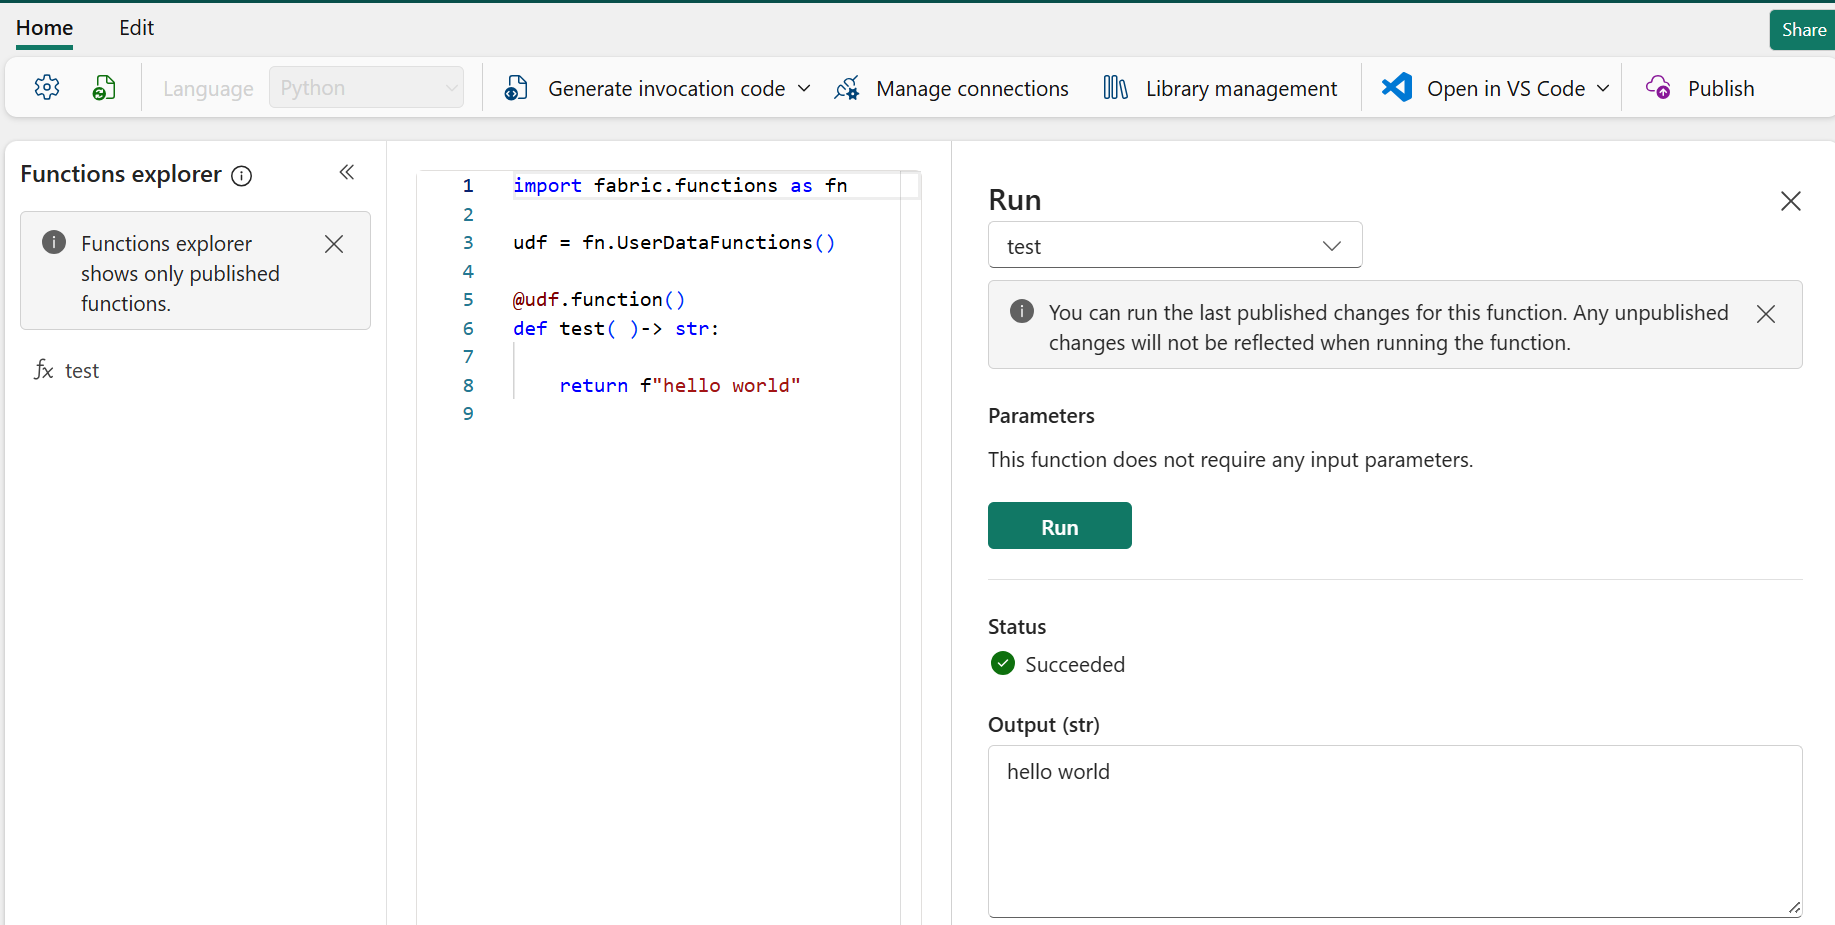 Home
Edit
Share
Language
Python
Generate invocation code
Manage connections
Library management
Open in VS Code
Publish
Functions explorer
Functions explorer
shows only published
functions.
fx test
1 import fabric.functions as fn
2
3 udf = fn.UserDataFunctions()
4
5 @udf.function()
6 def test( )-> str:
7
8 return f"hello world"
9
Run
test
You can run the last published changes for this function. Any unpublished
changes will not be reflected when running the function.
Parameters
This function does not require any input parameters.
Run
Status
Succeeded
Output (str)
hello world